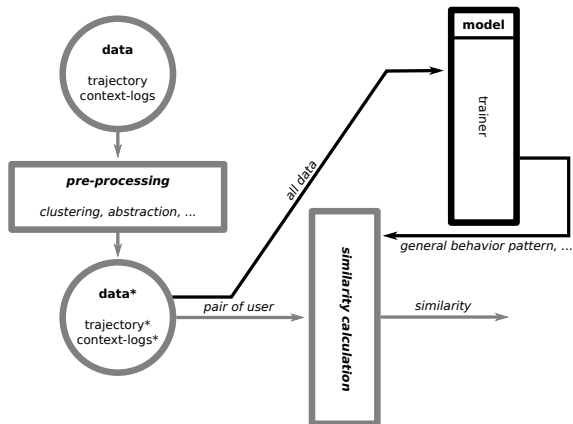 data
trajectory
context-logs
pre-processing
clustering, abstraction, ...
data*
trajectory*
context-logs*
all data
pair of user
model
trainer
general behavior pattern, ...
similarity calculation
similarity